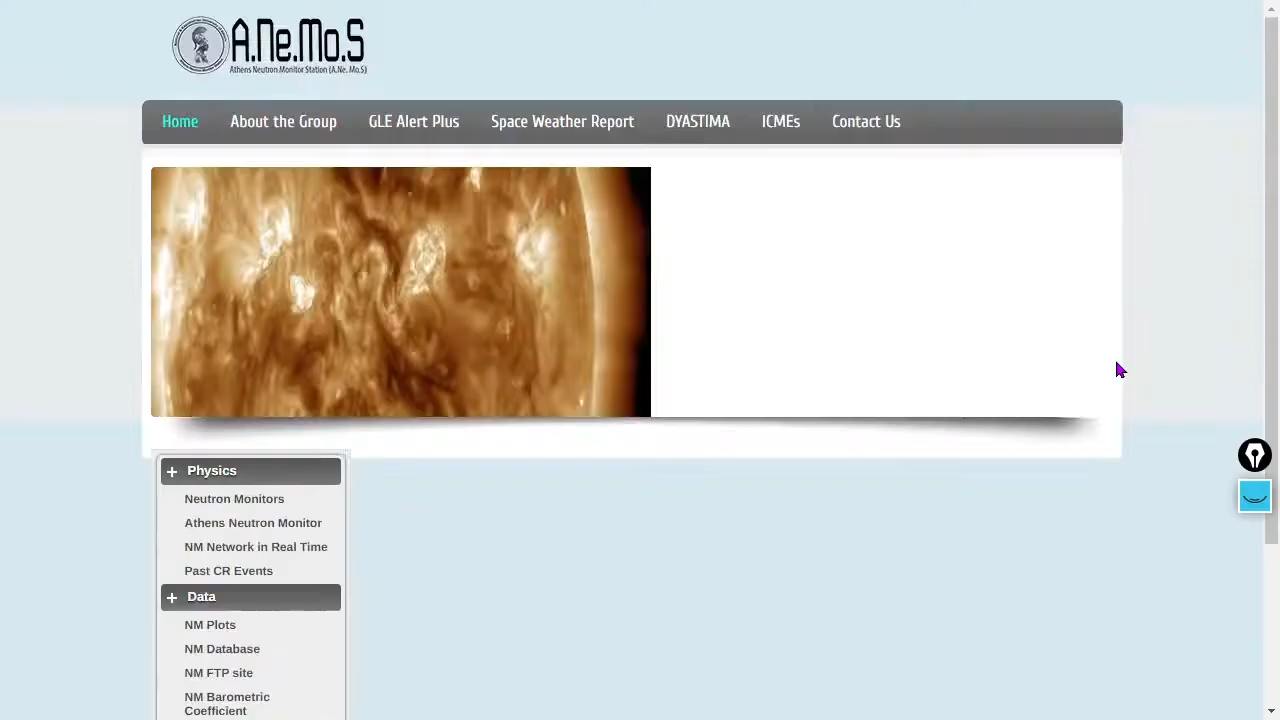 A.Ne.Mo.S
Athens Neutron Monitor Station (A.Ne. Mo.S)
Home About the Group GLE Alert Plus Space Weather Report DYASTIMA ICMEs Contact Us
+ Physics
Neutron Monitors
Athens Neutron Monitor
NM Network in Real Time
Past CR Events
+ Data
NM Plots
NM Database
NM FTP site
NM Barometric
Coefficient